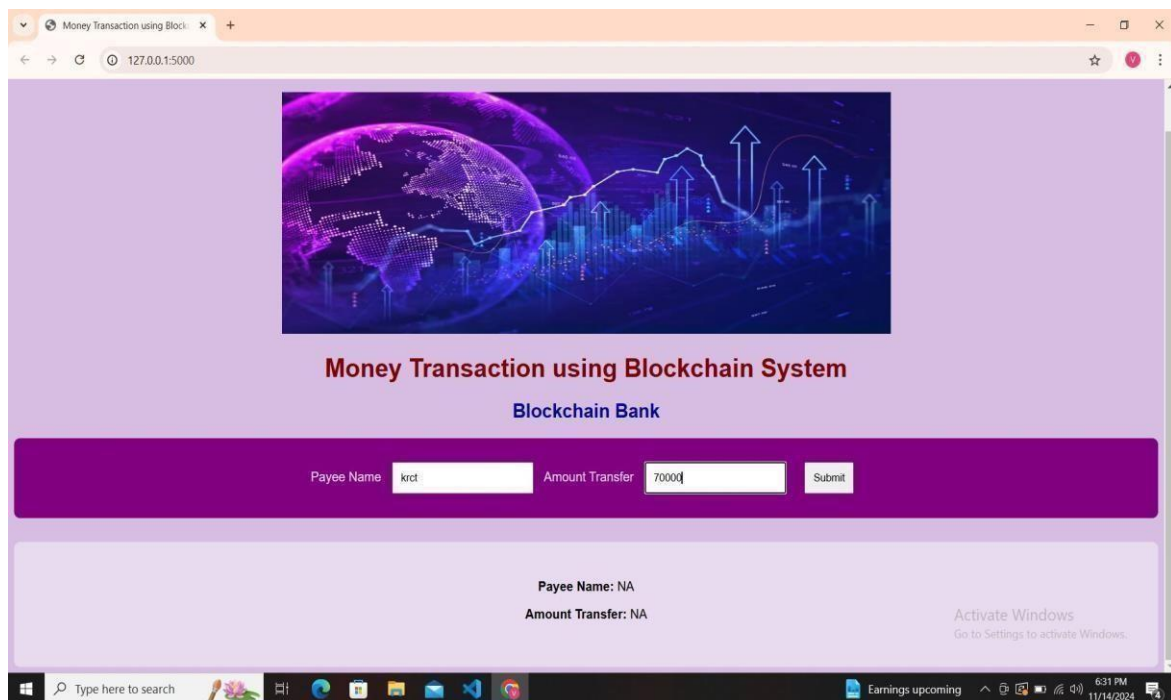 Money Transaction using Block
127.0.0.1:5000
V
Money Transaction using Blockchain System
Blockchain Bank
Payee Name krct Amount Transfer 70000 Submit
Payee Name: NA
Amount Transfer: NA
Activate Windows
Go to Settings to activate Windows.
Type here to search
Earnings upcoming
6:31 PM
11/14/2024